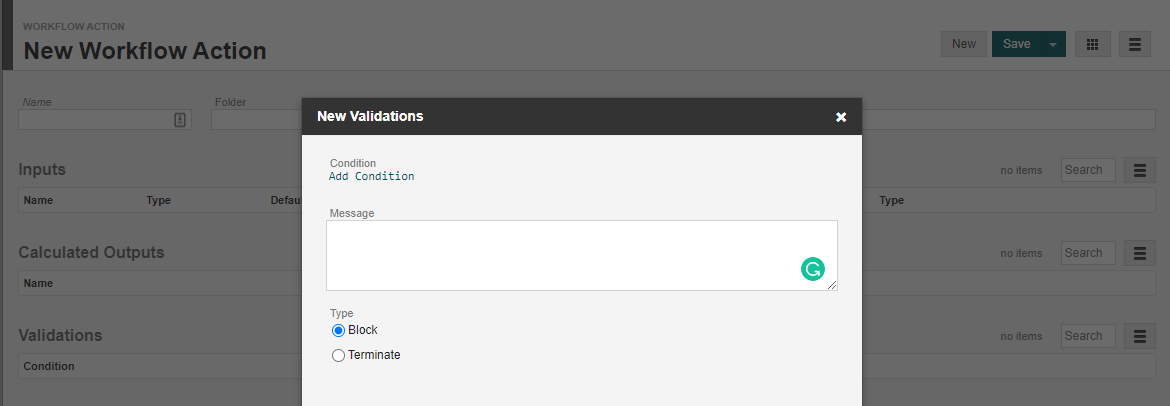 WORKFLOW ACTION
New Workflow Action
New
Save
Name
Folder
New Validations
Condition
Add Condition
Message
Type
Block
Terminate
Inputs
no items
Search
Name
Type
Defau
Type
Calculated Outputs
no items
Search
Name
Validations
no items
Search
Condition